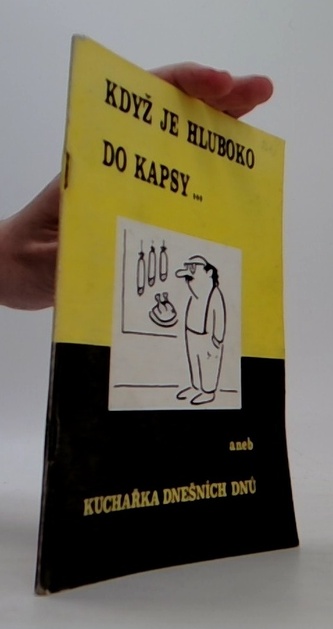 KDYŽ JE HLUBOKO
DO KAPSY...
aneb
KUCHAŘKA DNEŠNÍCH DNŮ